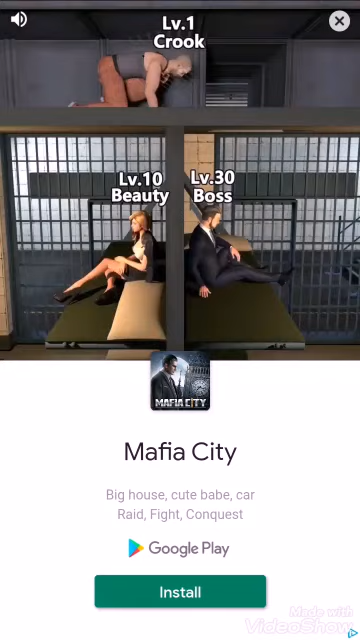 Lv.1
Crook
Lv.10
Beauty
Lv.30
Boss
MAFIA CITY
Mafia City
Big house, cute babe, car
Raid, Fight, Conquest
Google Play
Install
Made with
VideoShow